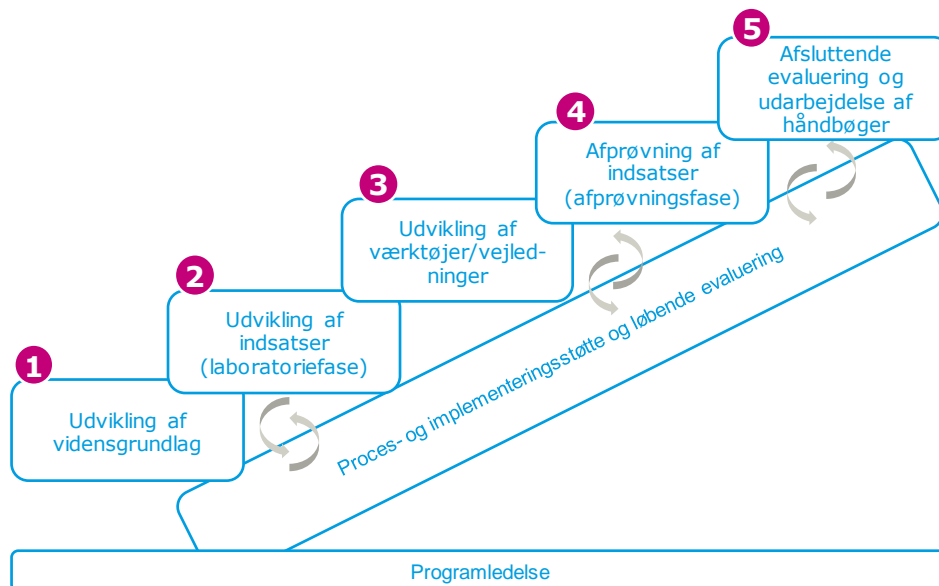 1
Udvikling af
vidensgrundlag
2
Udvikling af
indsatser
(laboratoriefase)
3
Udvikling af
værktøjer/vejled-
ninger
4
Afprøvning af
indsatser
(afprøvningsfase)
5
Afsluttende
evaluering og
udarbejdelse af
håndbøger
Proces- og implementeringsstøtte og løbende evaluering
Programledelse